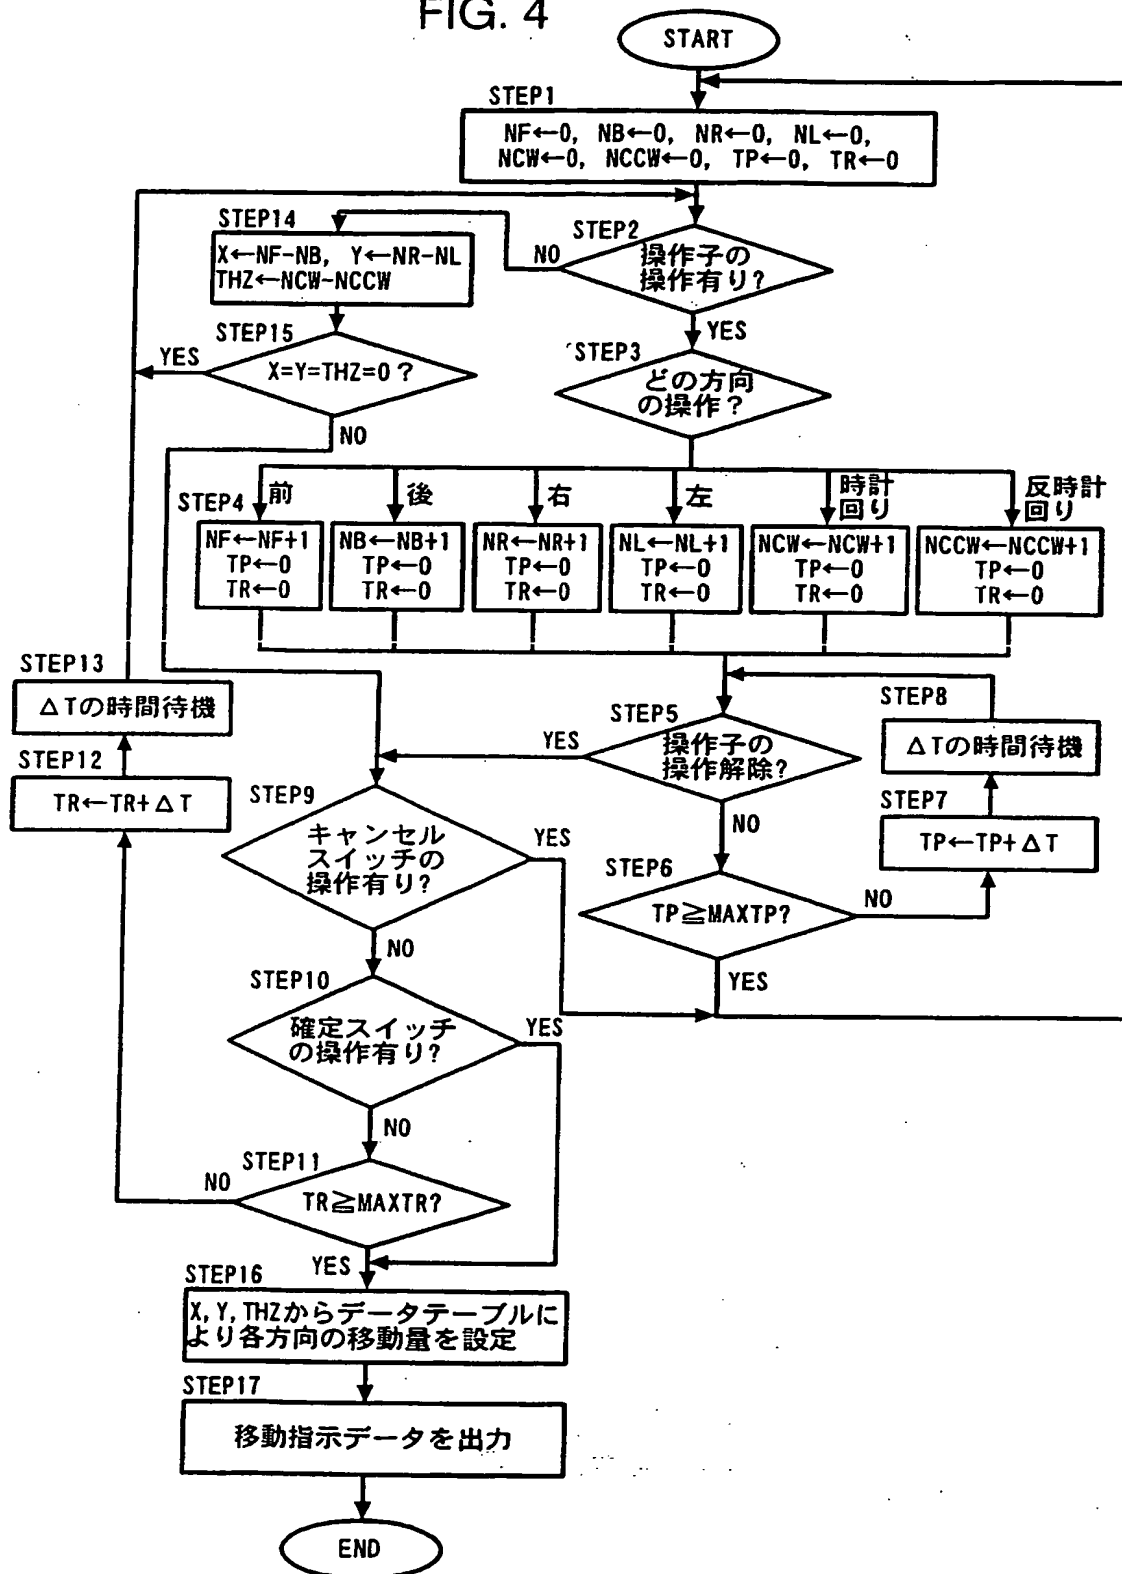 FIG. 4
START
STEP1
NF←0, NB←0, NR←0, NL←0,
NCW←0, NCCW←0, TP←0, TR←0
STEP14
X←NF-NB, Y←NR-NL
THZ←NCW-NCCW
STEP2
操作子の
操作有り?
NO
YES
STEP15
X=Y=THZ=0?
YES
NO
STEP3
どの方向
の操作?
STEP4
前
後
右
左
時計
回り
反時計
回り
NF←NF+1
TP←0
TR←0
NB←NB+1
TP←0
TR←0
NR←NR+1
TP←0
TR←0
NL←NL+1
TP←0
TR←0
NCW←NCW+1
TP←0
TR←0
NCCW←NCCW+1
TP←0
TR←0
STEP13
ΔTの時間待機
STEP12
TR←TR+ΔT
STEP5
操作子の
操作解除?
YES
NO
STEP8
ΔTの時間待機
STEP7
TP←TP+ΔT
STEP6
TP≧MAXTP?
NO
YES
STEP9
キャンセル
スイッチの
操作有り?
YES
NO
STEP10
確定スイッチ
の操作有り?
YES
NO
STEP11
TR≧MAXTR?
NO
YES
STEP16
X,Y,THZからデータテーブルに
より各方向の移動量を設定
STEP17
移動指示データを出力
END